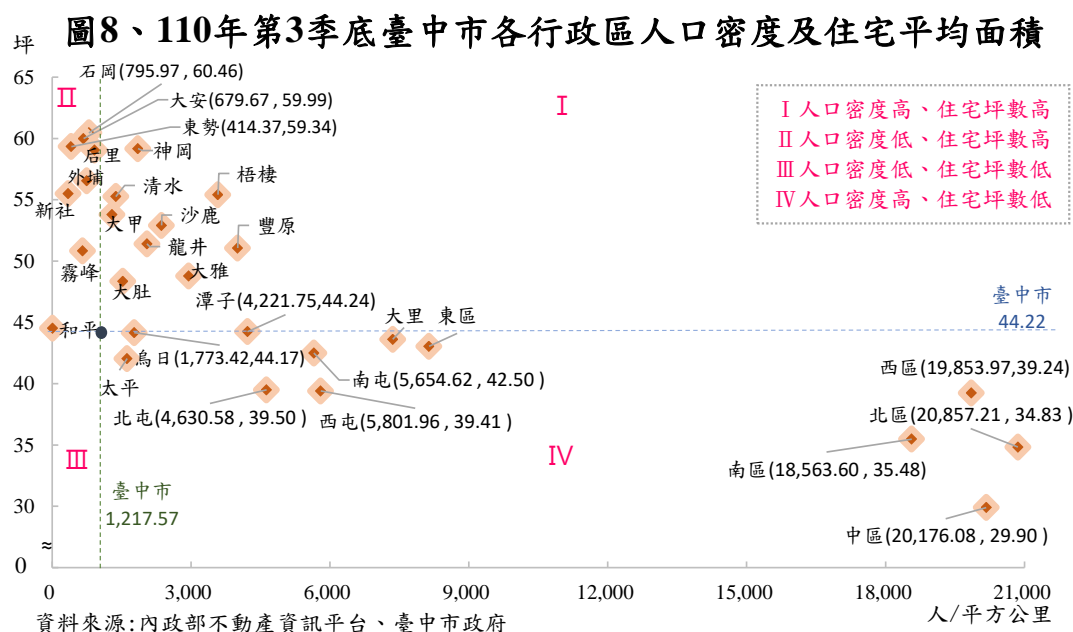 圖8、110年第3季底臺中市各行政區人口密度及住宅平均面積
坪
65
60
55
50
45
40
35
30
≈
0
Ⅱ
Ⅰ
Ⅲ
Ⅳ
Ⅰ人口密度高、住宅坪數高
Ⅱ人口密度低、住宅坪數高
Ⅲ人口密度低、住宅坪數低
Ⅳ人口密度高、住宅坪數低
石岡(795.97 , 60.46)
大安(679.67 , 59.99)
東勢(414.37,59.34)
后里
神岡
外埔
清水
梧棲
新社
大甲
沙鹿
豐原
龍井
霧峰
大雅
大肚
潭子(4,221.75,44.24)
臺中市
44.22
和平
大里
東區
烏日(1,773.42,44.17)
太平
南屯(5,654.62 , 42.50 )
北屯(4,630.58 , 39.50 )
西屯(5,801.96 , 39.41 )
西區(19,853.97,39.24)
北區(20,857.21 , 34.83)
南區(18,563.60 , 35.48)
中區(20,176.08 , 29.90 )
臺中市
1,217.57
0
3,000
6,000
9,000
12,000
15,000
18,000
21,000
人/平方公里
資料來源:內政部不動產資訊平台、臺中市政府